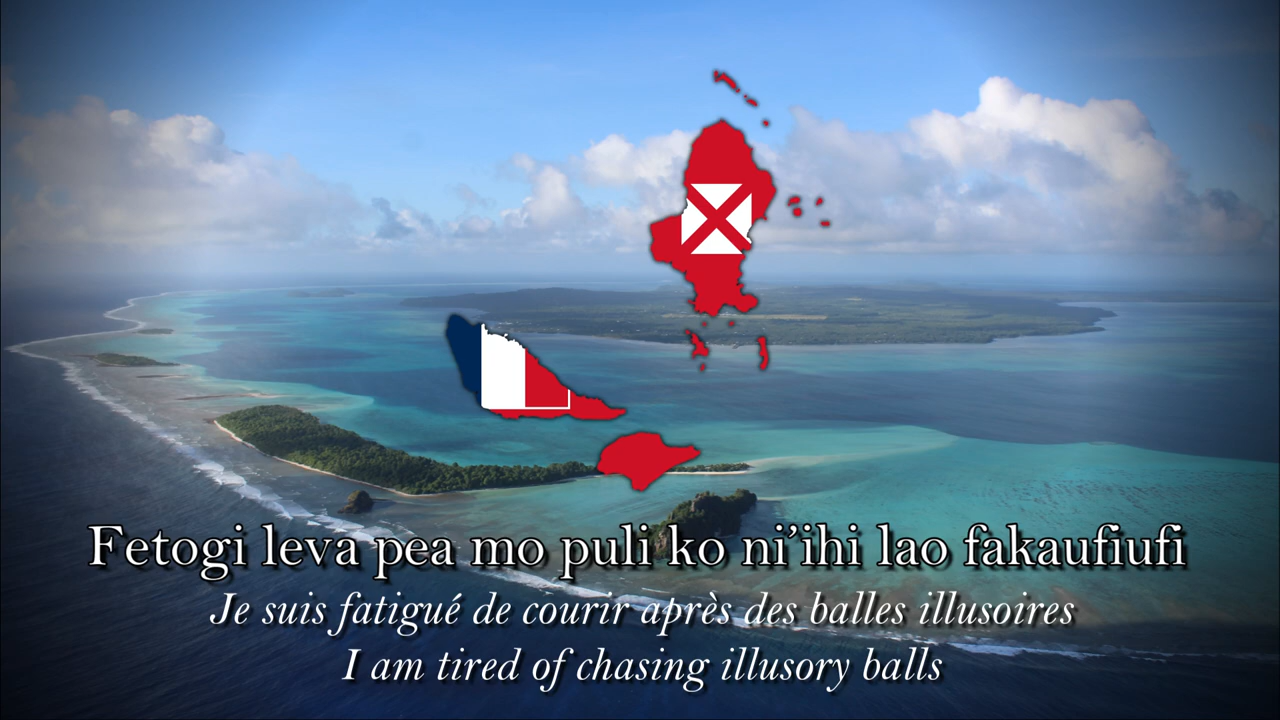 Fetogi leva pea mo puli ko ni’ihi lao fakaufiufi
Je suis fatigué de courir après des balles illusoires
I am tired of chasing illusory balls